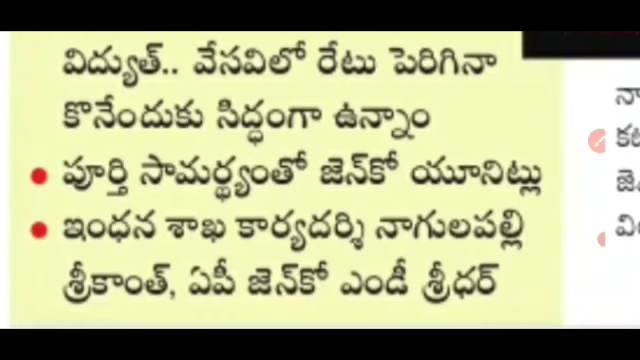 విద్యుత్.. వేసవిలో రేటు పెరిగినా
కొనేందుకు సిద్ధంగా ఉన్నాం
• పూర్తి సామర్థ్యంతో జెన్‌కో యూనిట్లు
• ఇంధన శాఖ కార్యదర్శి నాగులపల్లి
శ్రీకాంత్, ఏపీ జెన్‌కో ఎండీ శ్రీధర్